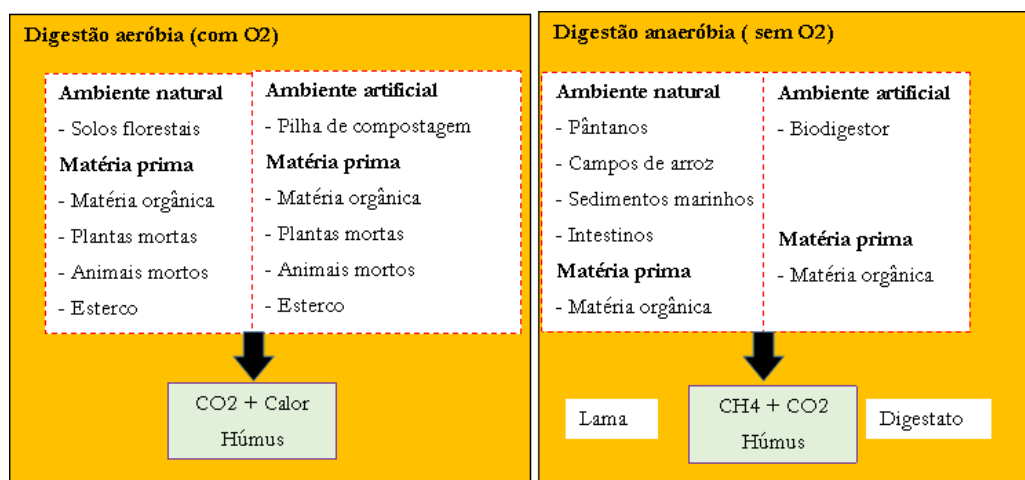 Digestão aeróbia (com O2)
Ambiente natural
- Solos florestais
Matéria prima
- Matéria orgânica
- Plantas mortas
- Animais mortos
- Esterco
Ambiente artificial
- Pilha de compostagem
Matéria prima
- Matéria orgânica
- Plantas mortas
- Animais mortos
- Esterco
CO2 + Calor
Húmus
Digestão anaeróbia ( sem O2)
Ambiente natural
- Pântanos
- Campos de arroz
- Sedimentos marinhos
- Intestinos
Matéria prima
- Matéria orgânica
Ambiente artificial
- Biodigestor
Matéria prima
- Matéria orgânica
Lama
CH4 + CO2
Húmus
Digestato